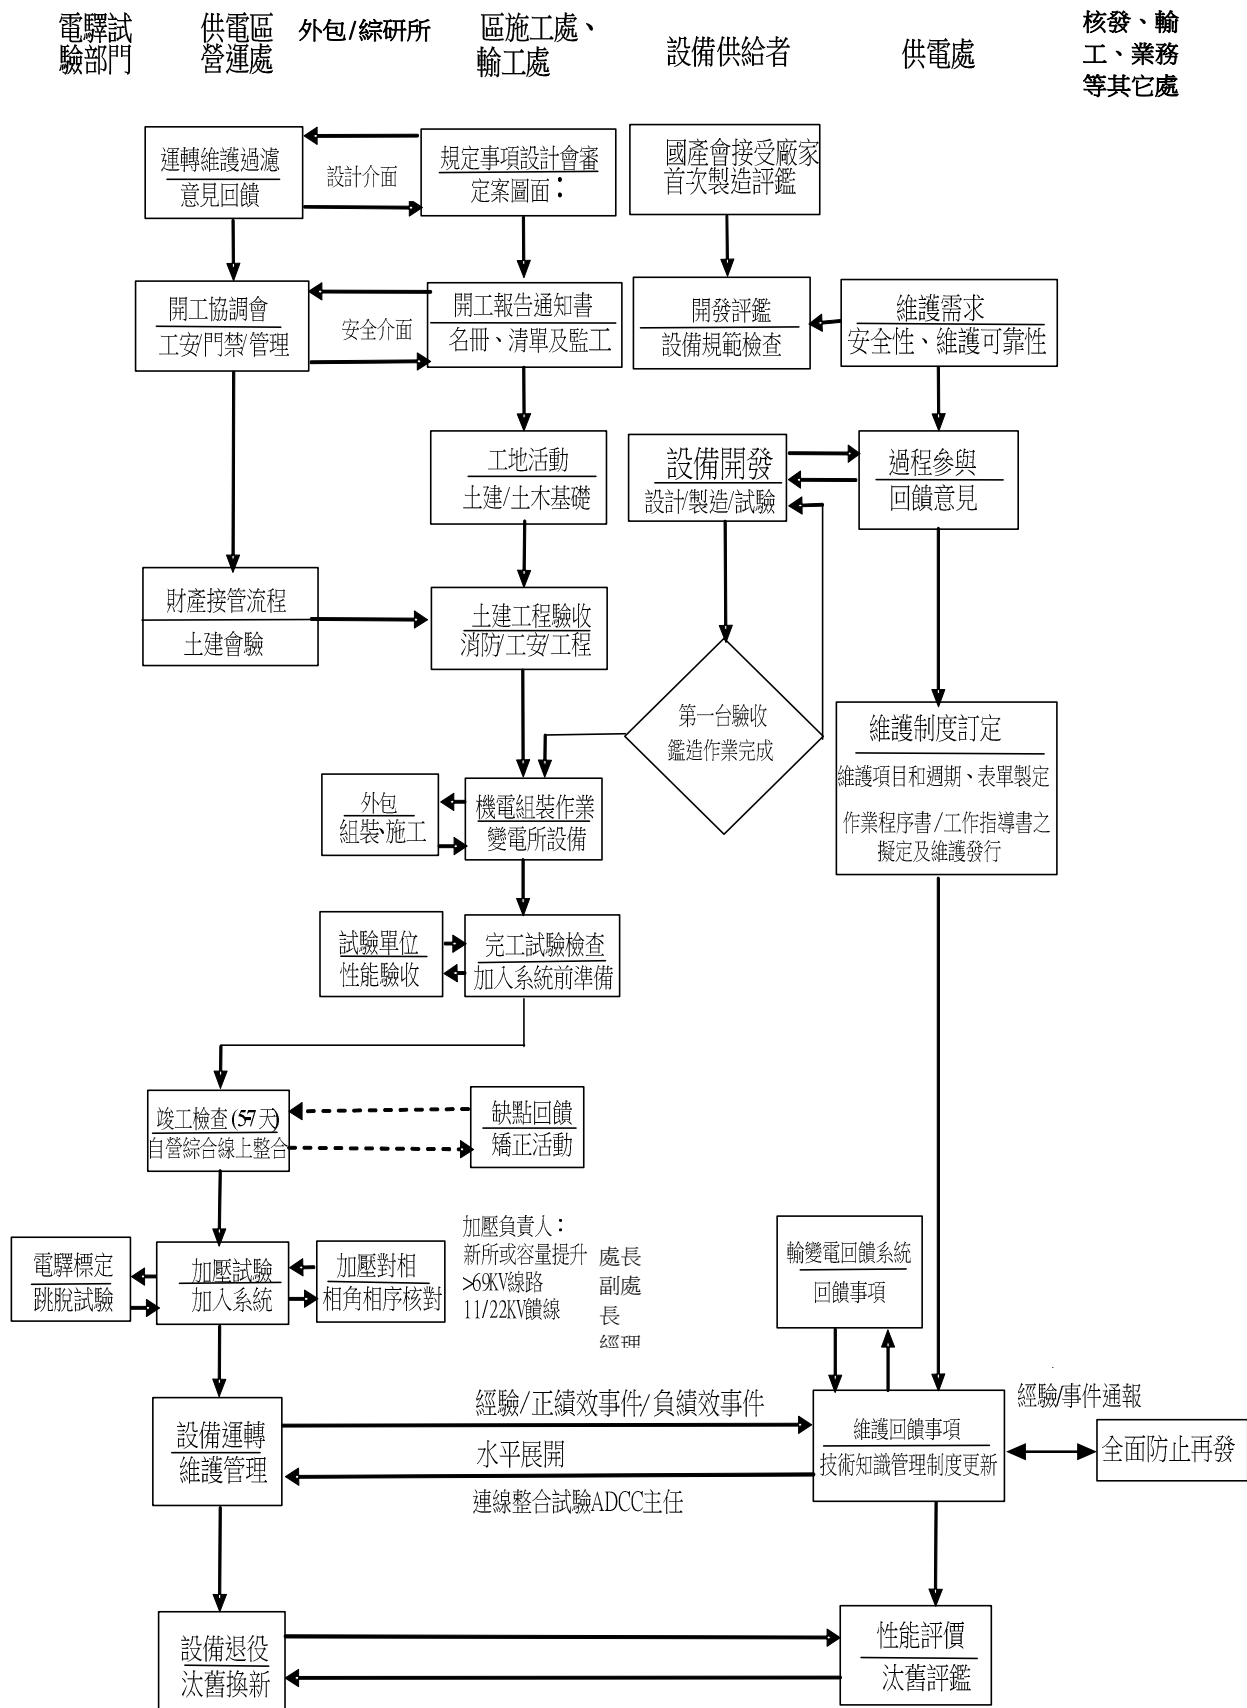 電驛試
驗部門
供電區
營運處
外包/綜研所
區施工處、
輸工處
設備供給者
供電處
核發、輸
工、業務
等其它處
運轉維護過濾
意見回饋
設計介面
規定事項設計會審
定案圖面：
國產會接受廠家
首次製造評鑑
開工協調會
工安/門禁/管理
安全介面
開工報告通知書
名冊、清單及監工
開發評鑑
設備規範檢查
維護需求
安全性、維護可靠性
工地活動
土建/土木基礎
設備開發
設計/製造/試驗
過程參與
回饋意見
財產接管流程
土建會驗
土建工程驗收
消防/工安/工程
第一台驗收
鑑造作業完成
維護制度訂定
維護項目和週期、表單製定
作業程序書/工作指導書之
擬定及維護發行
外包
組裝、施工
機電組裝作業
變電所設備
試驗單位
性能驗收
完工試驗檢查
加入系統前準備
竣工檢查(57天)
自營綜合線上整合
缺點回饋
矯正活動
電驛標定
跳脫試驗
加壓試驗
加入系統
加壓對相
相角相序核對
加壓負責人：
新所或容量提升
>69KV線路
11/22KV饋線
處長
副處
長
經理
輸變電回饋系統
回饋事項
設備運轉
維護管理
經驗/正績效事件/負績效事件
水平展開
連線整合試驗ADCC主任
維護回饋事項
技術知識管理制度更新
經驗/事件通報
全面防止再發
設備退役
汰舊換新
性能評價
汰舊評鑑